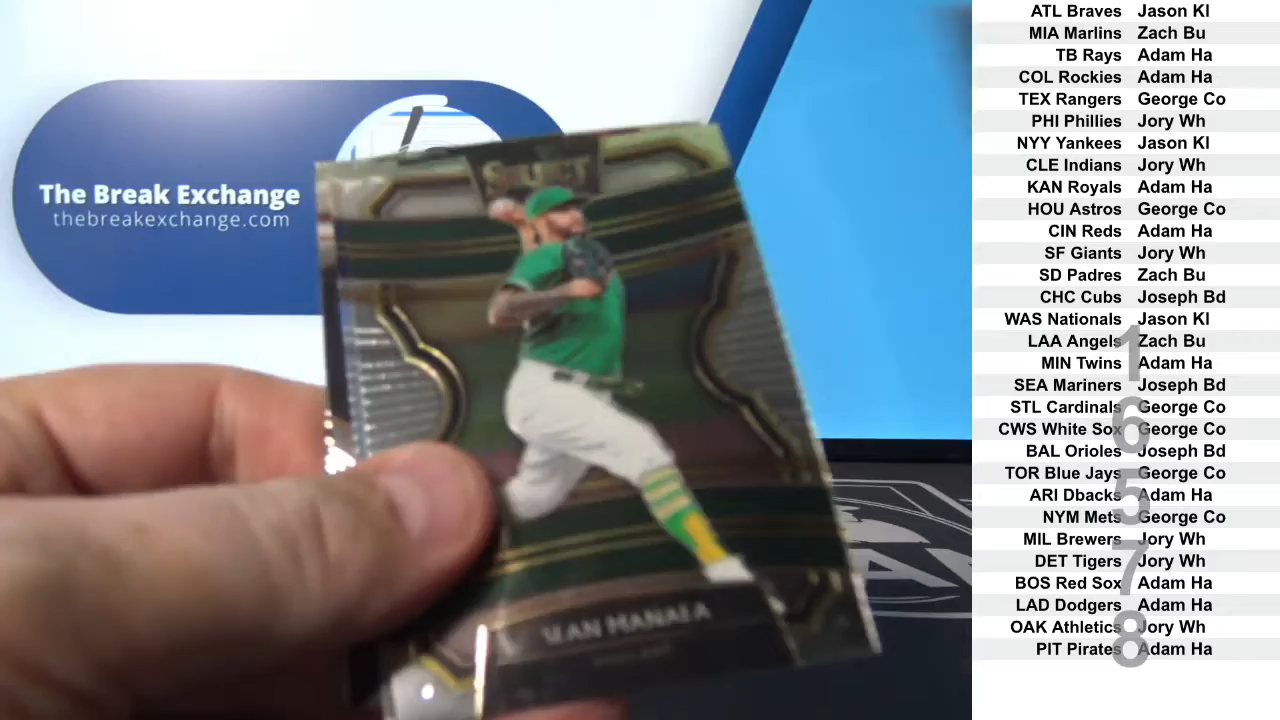 The Break Exchange
thebreakexchange.com
SELECT
SEAN MANAEA
ATL Braves Jason Kl
MIA Marlins Zach Bu
TB Rays Adam Ha
COL Rockies Adam Ha
TEX Rangers George Co
PHI Phillies Jory Wh
NYY Yankees Jason Kl
CLE Indians Jory Wh
KAN Royals Adam Ha
HOU Astros George Co
CIN Reds Adam Ha
SF Giants Jory Wh
SD Padres Zach Bu
CHC Cubs Joseph Bd
WAS Nationals Jason Kl
LAA Angels Zach Bu
MIN Twins Adam Ha
SEA Mariners Joseph Bd
STL Cardinals George Co
CWS White Sox George Co
BAL Orioles Joseph Bd
TOR Blue Jays George Co
ARI Dbacks Adam Ha
NYM Mets George Co
MIL Brewers Jory Wh
DET Tigers Jory Wh
BOS Red Sox Adam Ha
LAD Dodgers Adam Ha
OAK Athletics Jory Wh
PIT Pirates Adam Ha
1
6
5
7
8